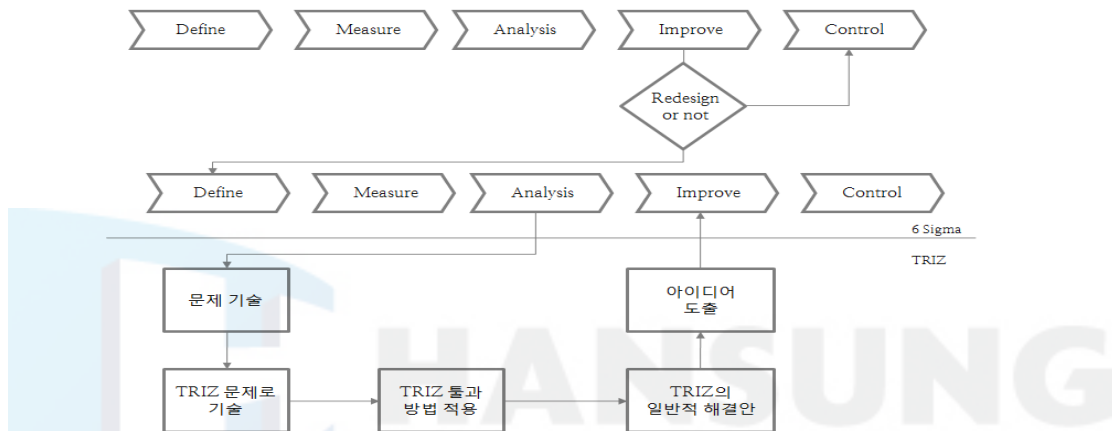 Define
Measure
Analysis
Improve
Control
Redesign
or not
Define
Measure
Analysis
Improve
Control
6 Sigma
TRIZ
문제 기술
아이디어
도출
TRIZ 문제로
기술
TRIZ 툴과
방법 적용
TRIZ의
일반적 해결안
HANSUNG